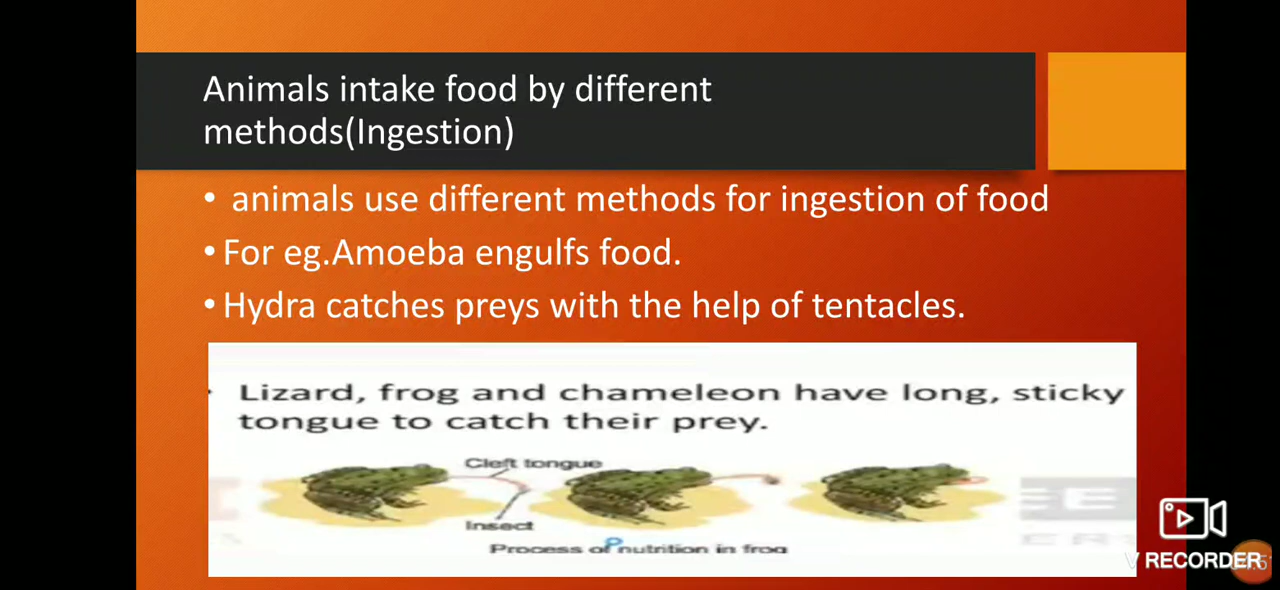 Animals intake food by different
methods(Ingestion)
• animals use different methods for ingestion of food
• For eg.Amoeba engulfs food.
• Hydra catches preys with the help of tentacles.
Lizard, frog and chameleon have long, sticky
tongue to catch their prey.
Cleft tongue
Insect
Process of nutrition in frog
V RECORDER